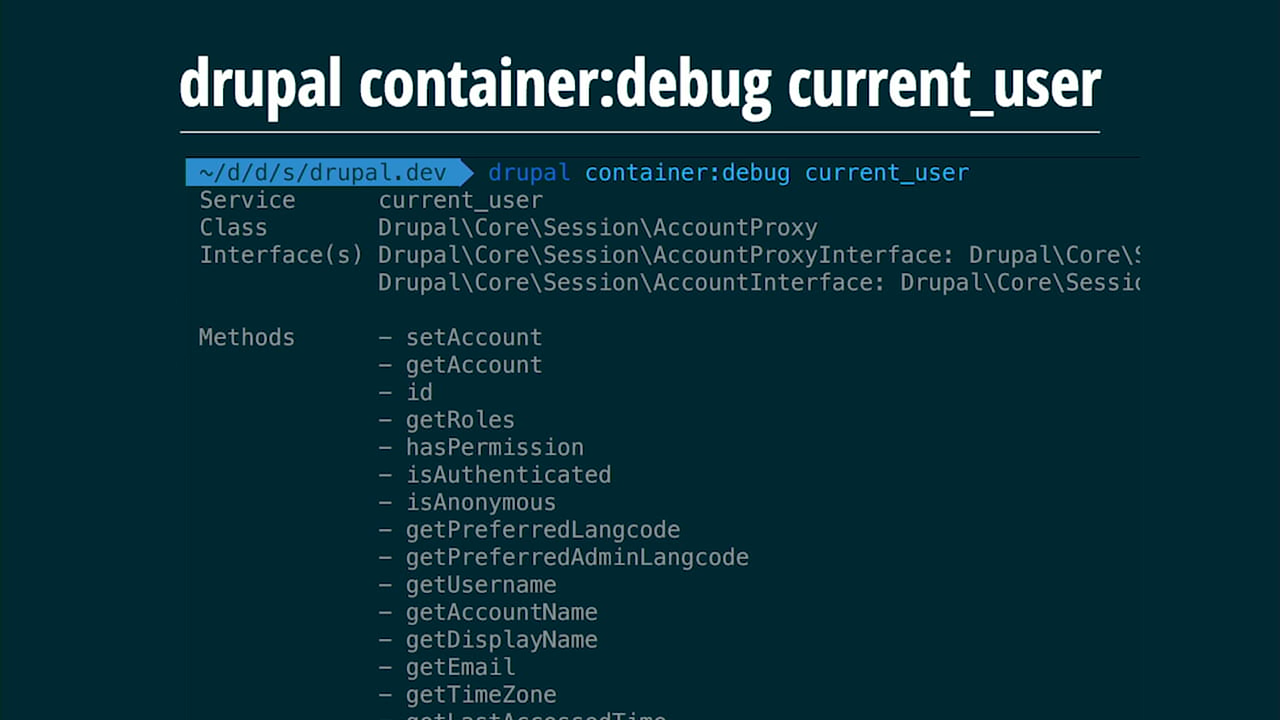 drupal container:debug current_user
~/d/d/s/drupal.dev drupal container:debug current_user
Service current_user
Class Drupal\Core\Session\AccountProxy
Interface(s) Drupal\Core\Session\AccountProxyInterface: Drupal\Core\S
Drupal\Core\Session\AccountInterface: Drupal\Core\Sessio
Methods – setAccount
– getAccount
– id
– getRoles
– hasPermission
– isAuthenticated
– isAnonymous
– getPreferredLangcode
– getPreferredAdminLangcode
– getUsername
– getAccountName
– getDisplayName
– getEmail
– getTimeZone
– getLastAccessedTime